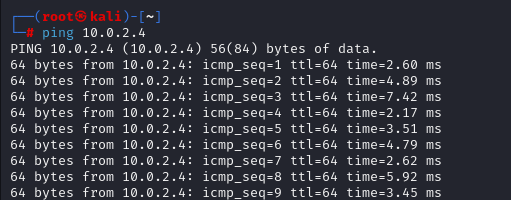 ┌──(root㉿kali)-[~]
└─# ping 10.0.2.4
PING 10.0.2.4 (10.0.2.4) 56(84) bytes of data.
64 bytes from 10.0.2.4: icmp_seq=1 ttl=64 time=2.60 ms
64 bytes from 10.0.2.4: icmp_seq=2 ttl=64 time=4.89 ms
64 bytes from 10.0.2.4: icmp_seq=3 ttl=64 time=7.42 ms
64 bytes from 10.0.2.4: icmp_seq=4 ttl=64 time=2.17 ms
64 bytes from 10.0.2.4: icmp_seq=5 ttl=64 time=3.51 ms
64 bytes from 10.0.2.4: icmp_seq=6 ttl=64 time=4.79 ms
64 bytes from 10.0.2.4: icmp_seq=7 ttl=64 time=2.62 ms
64 bytes from 10.0.2.4: icmp_seq=8 ttl=64 time=5.92 ms
64 bytes from 10.0.2.4: icmp_seq=9 ttl=64 time=3.45 ms